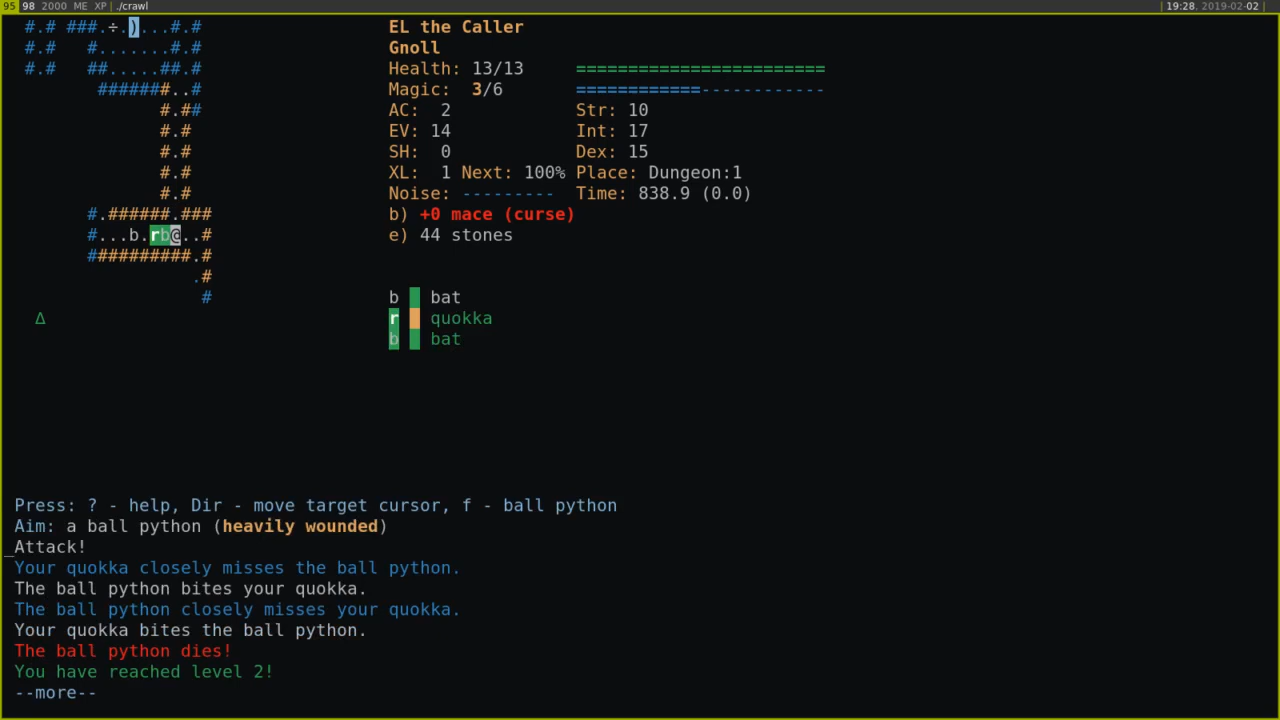 95 98 2000 ME XP | ./crawl | 19:28. 2019-02-02 |
#.# ###.÷.)...#.# EL the Caller
#.# #.......#.# Gnoll
#.# ##.....##.# Health: 13/13 ========================
#######..# Magic: 3/6 ============------------
#.## AC: 2 Str: 10
#.# EV: 14 Int: 17
#.# SH: 0 Dex: 15
#.# XL: 1 Next: 100% Place: Dungeon:1
#.# Noise: --------- Time: 838.9 (0.0)
#.######.### b) +0 mace (curse)
#...b.rb@..# e) 44 stones
##########.#
.#
# b bat
Δ r quokka
b bat
Press: ? - help, Dir - move target cursor, f - ball python
Aim: a ball python (heavily wounded)
_Attack!
Your quokka closely misses the ball python.
The ball python bites your quokka.
The ball python closely misses your quokka.
Your quokka bites the ball python.
The ball python dies!
You have reached level 2!
--more--